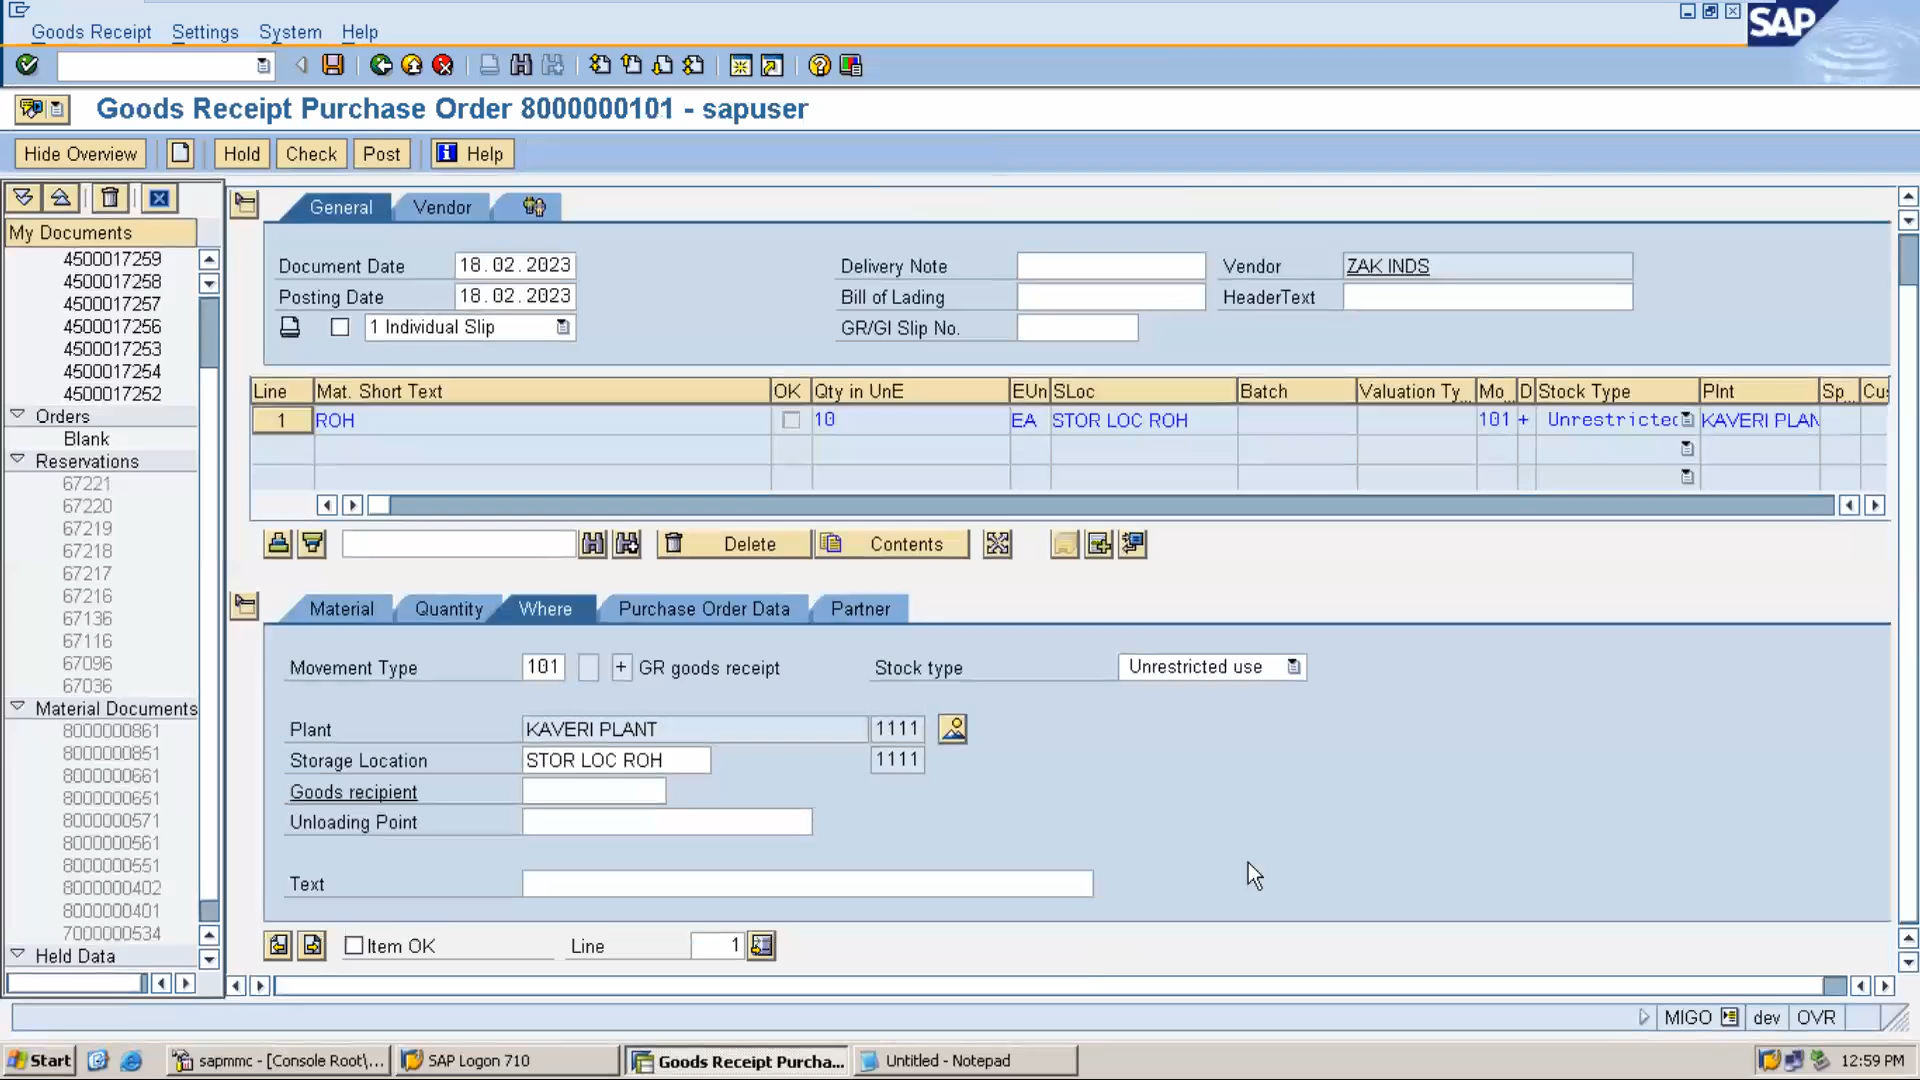 Goods Receipt Settings System Help
SAP
Goods Receipt Purchase Order 8000000101 - sapuser
Hide Overview Hold Check Post Help
My Documents
4500017259
4500017258
4500017257
4500017256
4500017253
4500017254
4500017252
Orders
Blank
Reservations
67221
67220
67219
67218
67217
67216
67136
67116
67096
67036
Material Documents
8000000861
8000000851
8000000661
8000000651
8000000571
8000000561
8000000551
8000000402
8000000401
7000000534
Held Data
General Vendor
Document Date 18.02.2023 Delivery Note Vendor ZAK INDS
Posting Date 18.02.2023 Bill of Lading HeaderText
1 Individual Slip GR/GI Slip No.
Line Mat. Short Text OK Qty in UnE EUn SLoc Batch Valuation Ty... Mo... D Stock Type Plnt Sp... Cus
1 ROH 10 EA STOR LOC ROH 101 + Unrestricted KAVERI PLAN
Delete Contents
Material Quantity Where Purchase Order Data Partner
Movement Type 101 + GR goods receipt Stock type Unrestricted use
Plant KAVERI PLANT 1111
Storage Location STOR LOC ROH 1111
Goods recipient
Unloading Point
Text
Item OK Line 1
MIGO dev OVR
Start sapmmc - [Console Root\... SAP Logon 710 Goods Receipt Purcha... Untitled - Notepad 12:59 PM